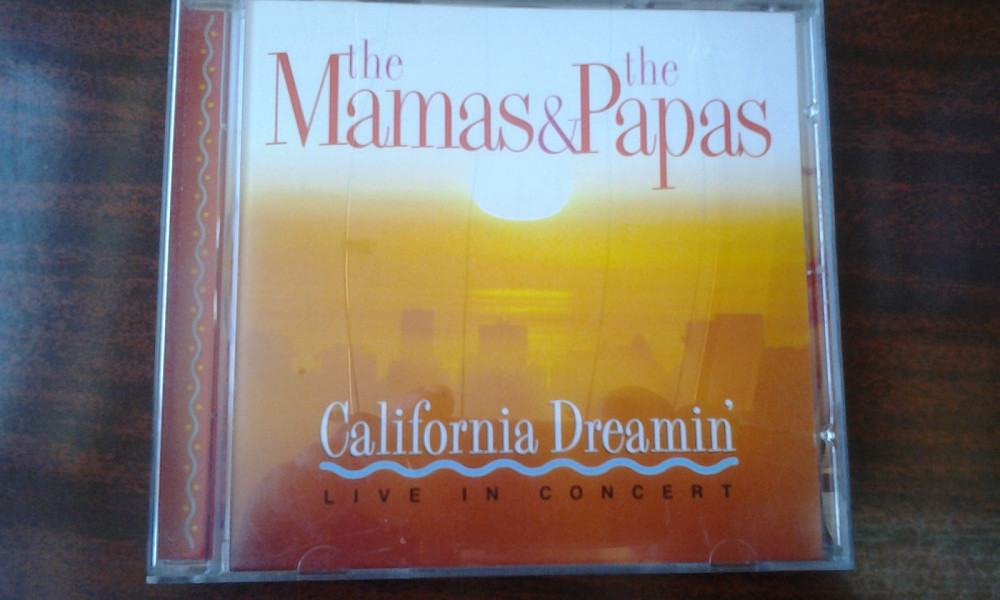 the the
Mamas & Papas
California Dreamin'
LIVE IN CONCERT